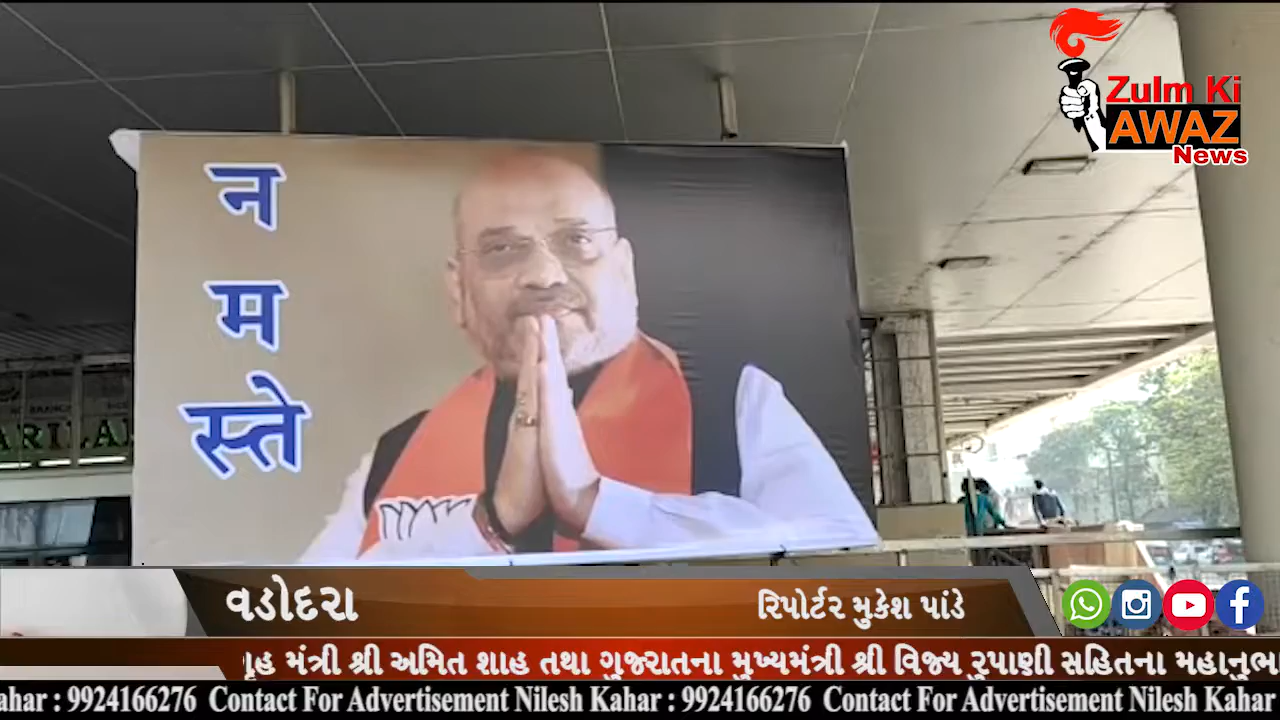 Zulm Ki
AWAZ
News
न
म
स्ते
વડોદરા
રિપોર્ટર મુકેશ પાંડે
ગૃહ મંત્રી શ્રી અમિત શાહ તથા ગુજરાતના મુખ્યમંત્રી શ્રી વિજ્ય રુપાણી સહિતના મહાનુભા
ahar : 9924166276 Contact For Advertisement Nilesh Kahar : 9924166276 Contact For Advertisement Nilesh Kahar